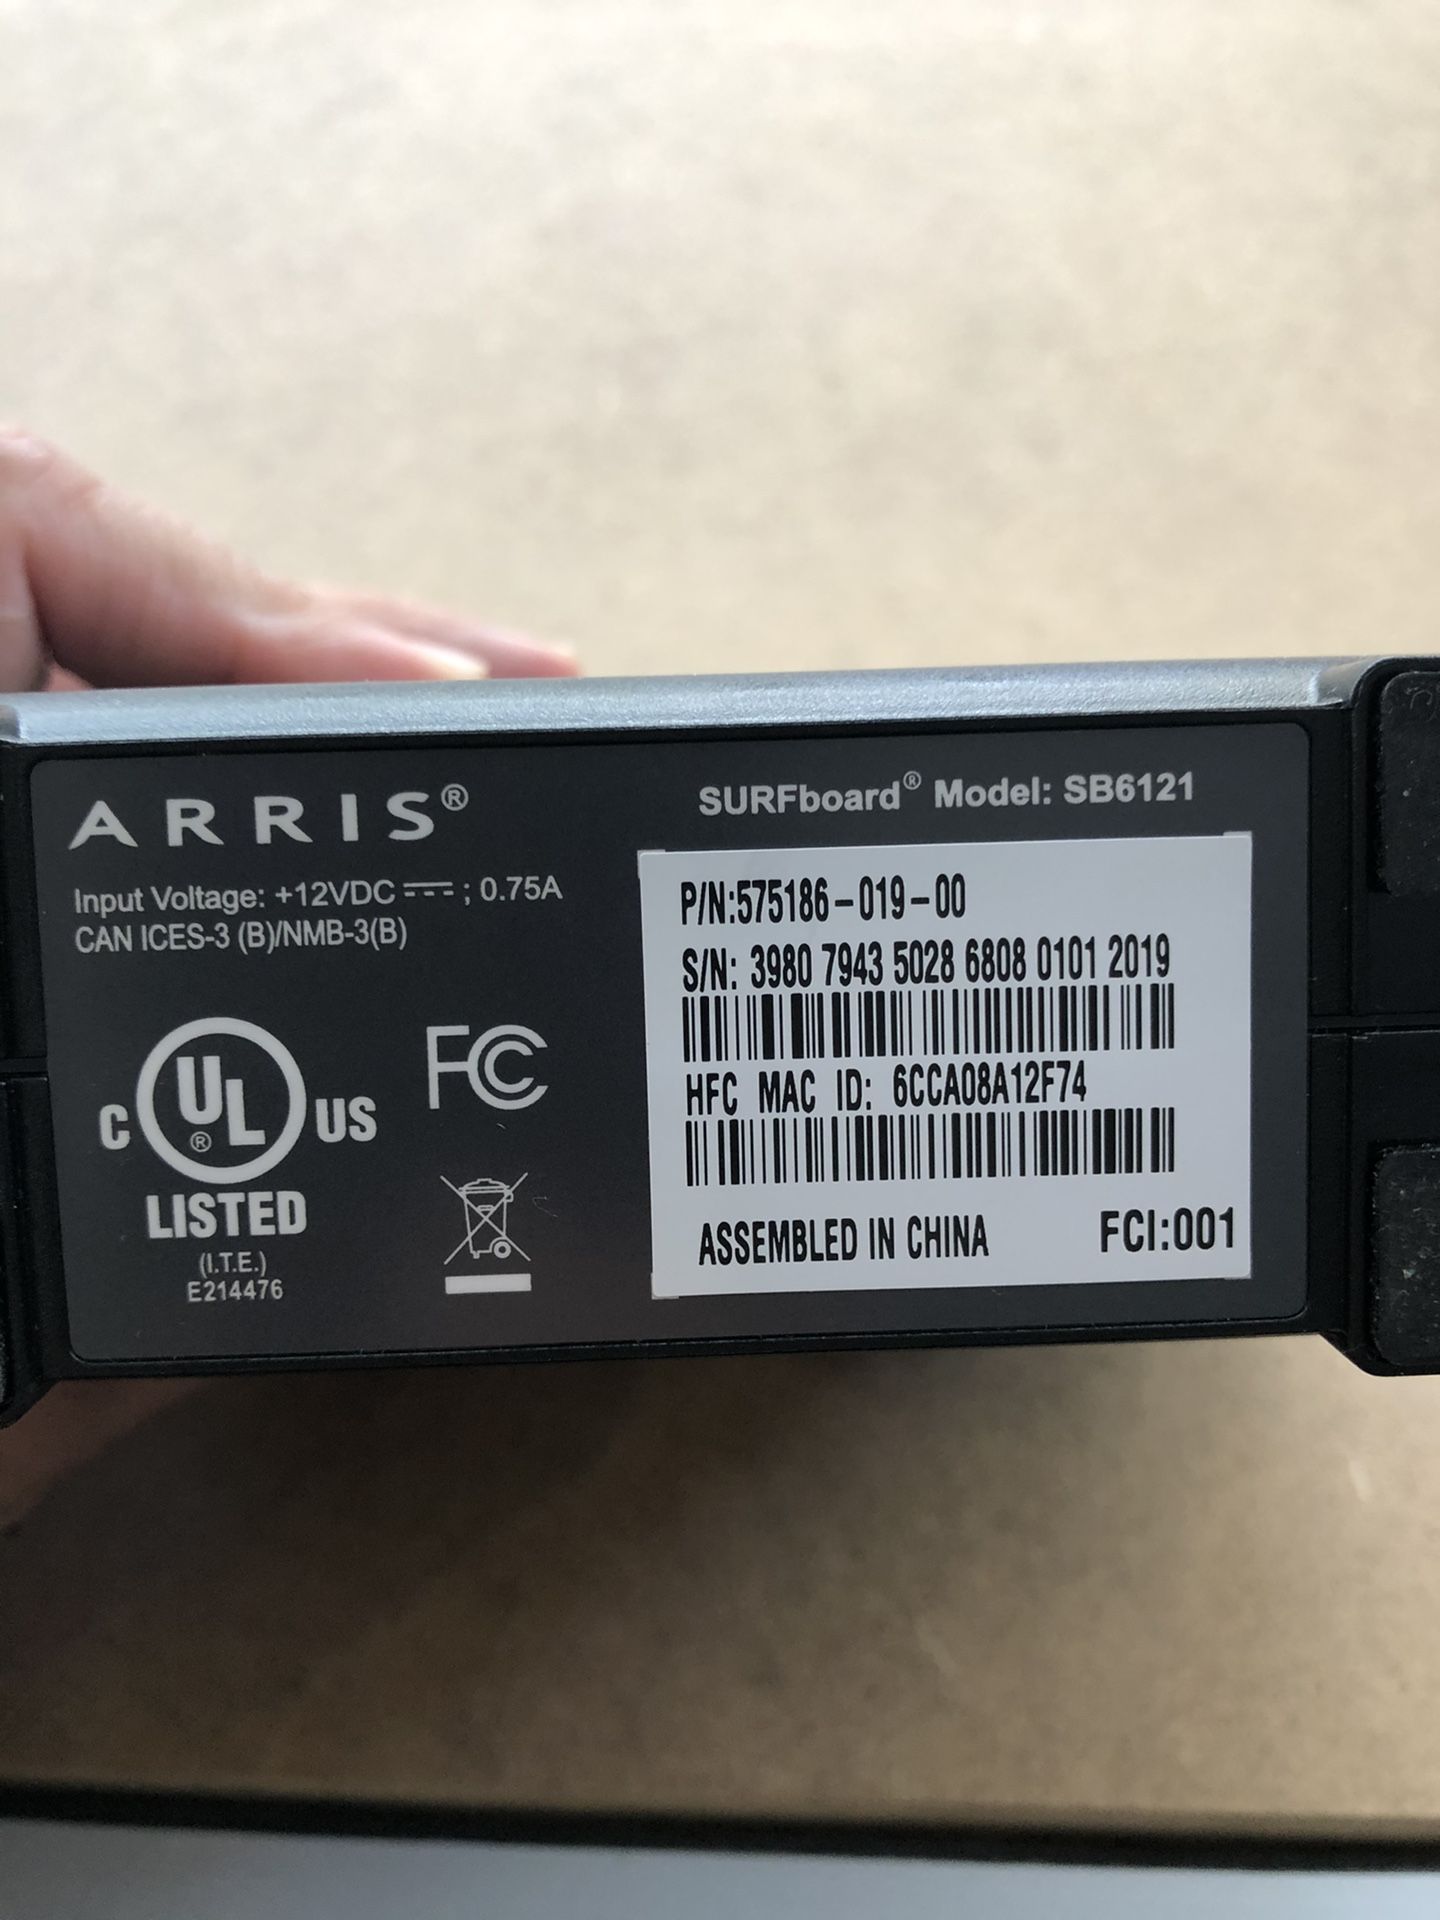 ARRIS®
SURFboard® Model: SB6121
Input Voltage: +12VDC ⎓ ; 0.75A
CAN ICES-3 (B)/NMB-3(B)
C UL® US
LISTED
(I.T.E.)
E214476
FC
P/N:575186-019-00
S/N: 3980 7943 5028 6808 0101 2019
HFC MAC ID: 6CCA08A12F74
ASSEMBLED IN CHINA FCI:001